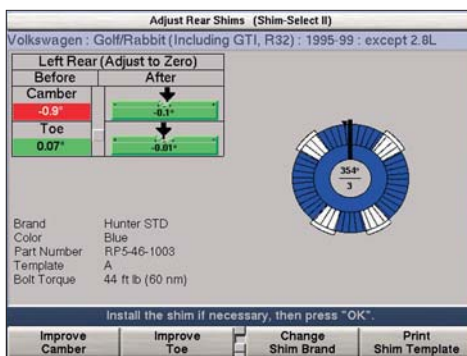 Adjust Rear Shims (Shim-Select II)
Volkswagen : Golf/Rabbit (Including GTI, R32) : 1995-99 : except 2.8L
Left Rear (Adjust to Zero)
Before After
Camber
-0.9° -0.1°
Toe
0.07° -0.01°
354°
3
Brand Hunter STD
Color Blue
Part Number RP5-46-1003
Template A
Bolt Torque 44 ft lb (60 nm)
Install the shim if necessary, then press "OK".
Improve Camber
Improve Toe
Change Shim Brand
Print Shim Template